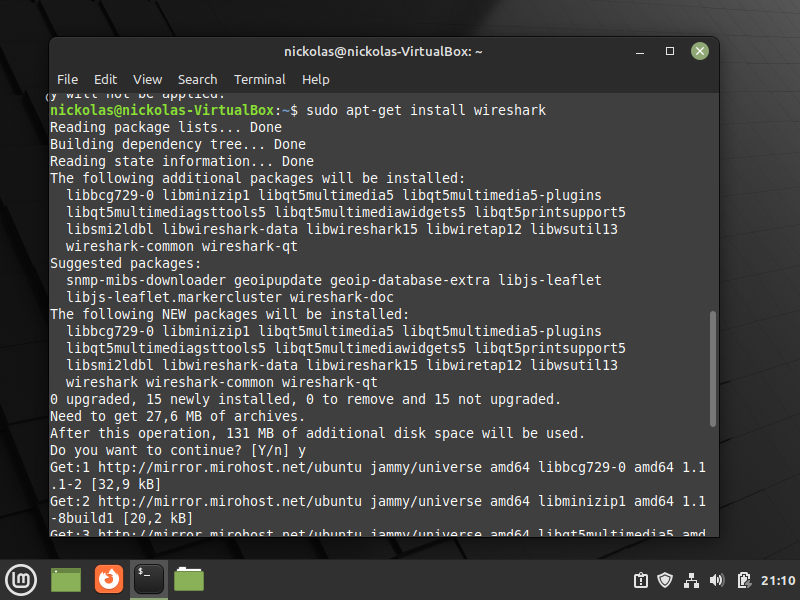 nickolas@nickolas-VirtualBox: ~
File Edit View Search Terminal Help
y will not be applied.
nickolas@nickolas-VirtualBox:~$ sudo apt-get install wireshark
Reading package lists... Done
Building dependency tree... Done
Reading state information... Done
The following additional packages will be installed:
libbcg729-0 libminizip1 libqt5multimedia5 libqt5multimedia5-plugins
libqt5multimediagsttools5 libqt5multimediawidgets5 libqt5printsupport5
libsmi2ldbl libwireshark-data libwireshark15 libwiretap12 libwsutil13
wireshark-common wireshark-qt
Suggested packages:
snmp-mibs-downloader geoipupdate geoip-database-extra libjs-leaflet
libjs-leaflet.markercluster wireshark-doc
The following NEW packages will be installed:
libbcg729-0 libminizip1 libqt5multimedia5 libqt5multimedia5-plugins
libqt5multimediagsttools5 libqt5multimediawidgets5 libqt5printsupport5
libsmi2ldbl libwireshark-data libwireshark15 libwiretap12 libwsutil13
wireshark wireshark-common wireshark-qt
0 upgraded, 15 newly installed, 0 to remove and 15 not upgraded.
Need to get 27,6 MB of archives.
After this operation, 131 MB of additional disk space will be used.
Do you want to continue? [Y/n] y
Get:1 http://mirror.mirohost.net/ubuntu jammy/universe amd64 libbcg729-0 amd64 1.1
.1-2 [32,9 kB]
Get:2 http://mirror.mirohost.net/ubuntu jammy/universe amd64 libminizip1 amd64 1.1
-8build1 [20,2 kB]
Get:3 http://mirror.mirohost.net/ubuntu jammy/universe amd64 libqt5multimedia5 amd
21:10